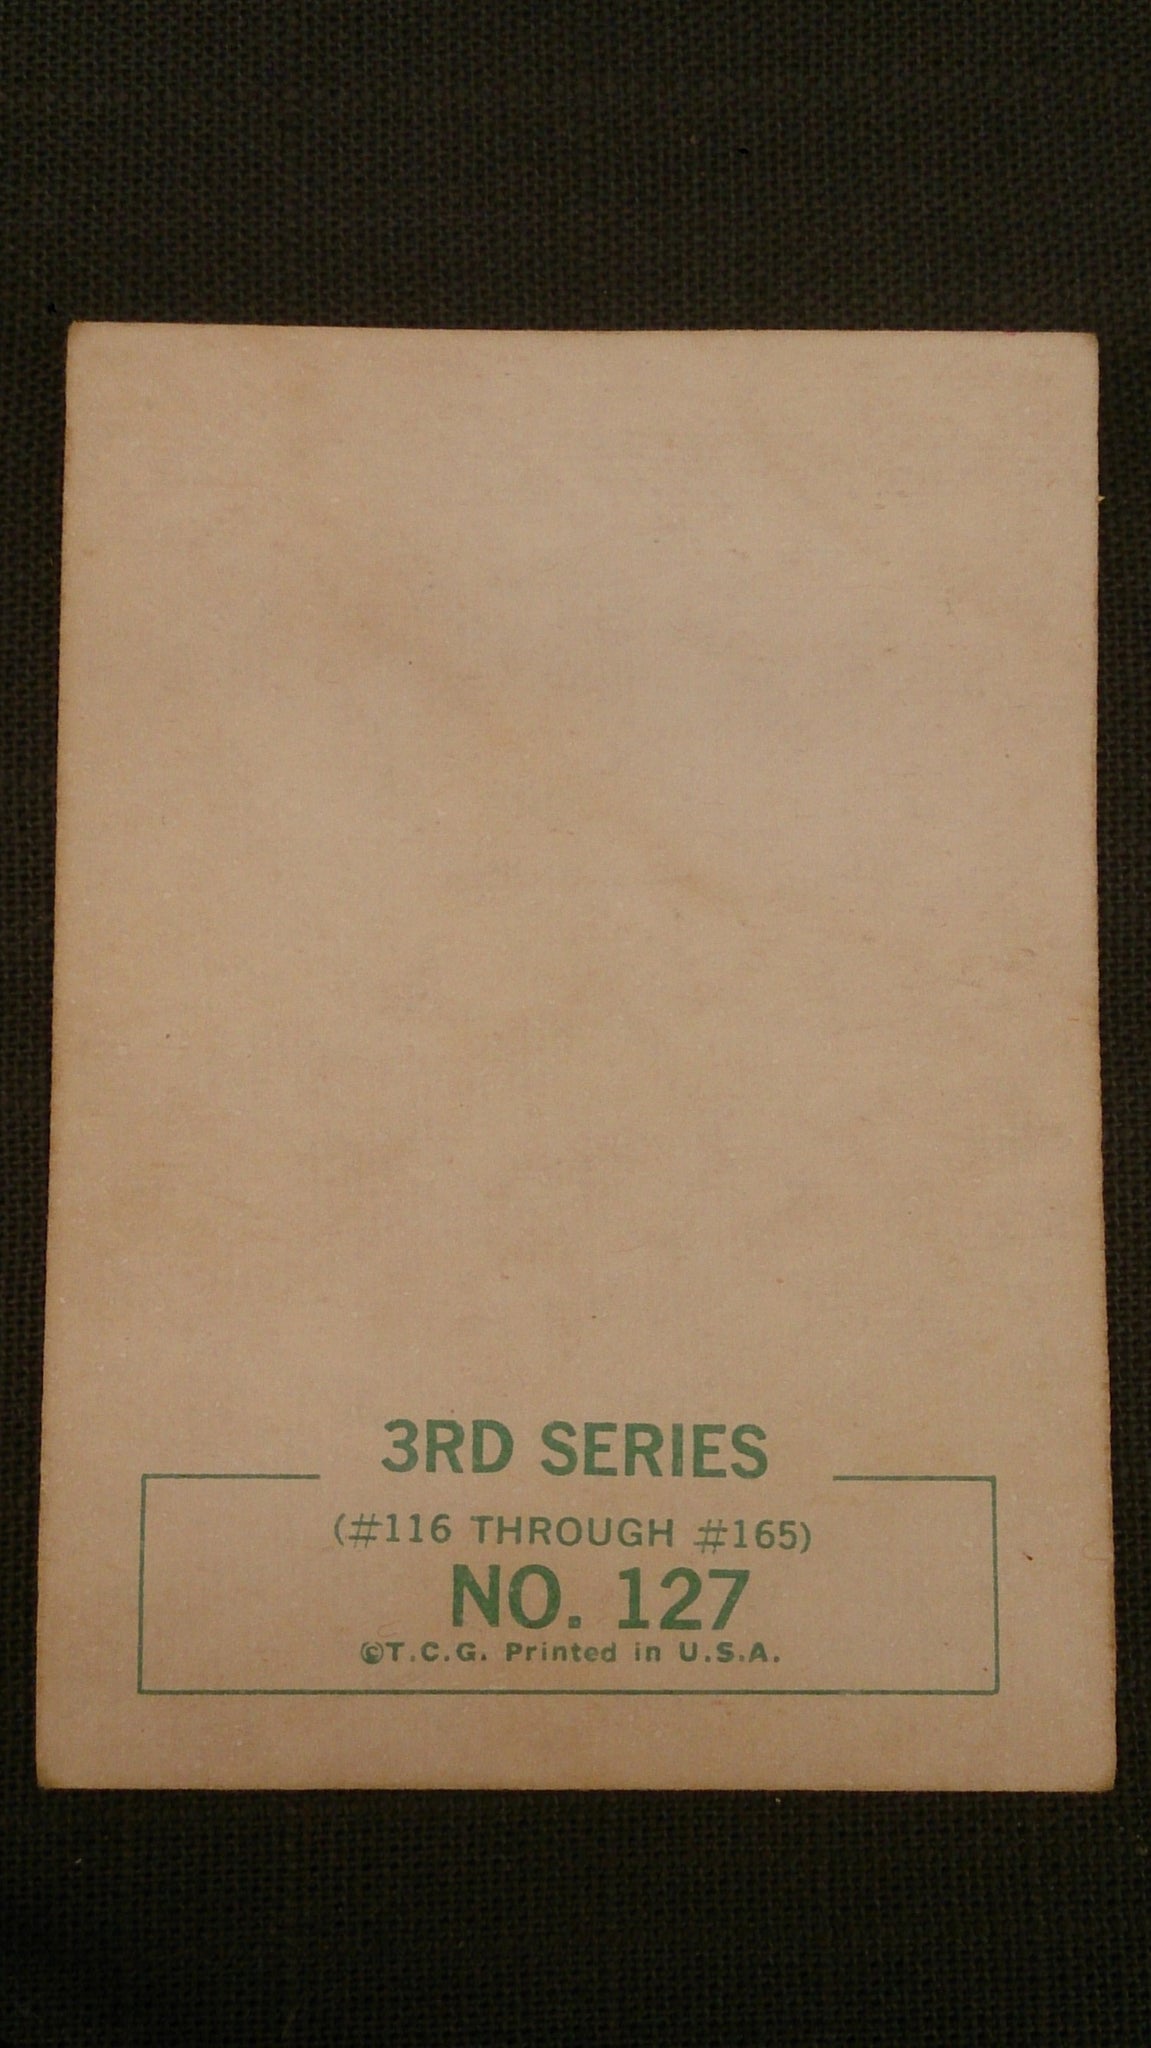 3RD SERIES
(#116 THROUGH #165)
NO. 127
©T.C.G. Printed in U.S.A.